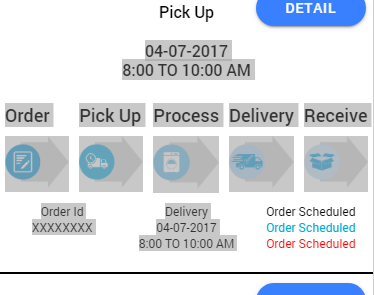 Pick Up
DETAIL
04-07-2017
8:00 TO 10:00 AM
Order Pick Up Process Delivery Receive
Order Id
XXXXXXXX
Delivery
04-07-2017
8:00 TO 10:00 AM
Order Scheduled
Order Scheduled
Order Scheduled